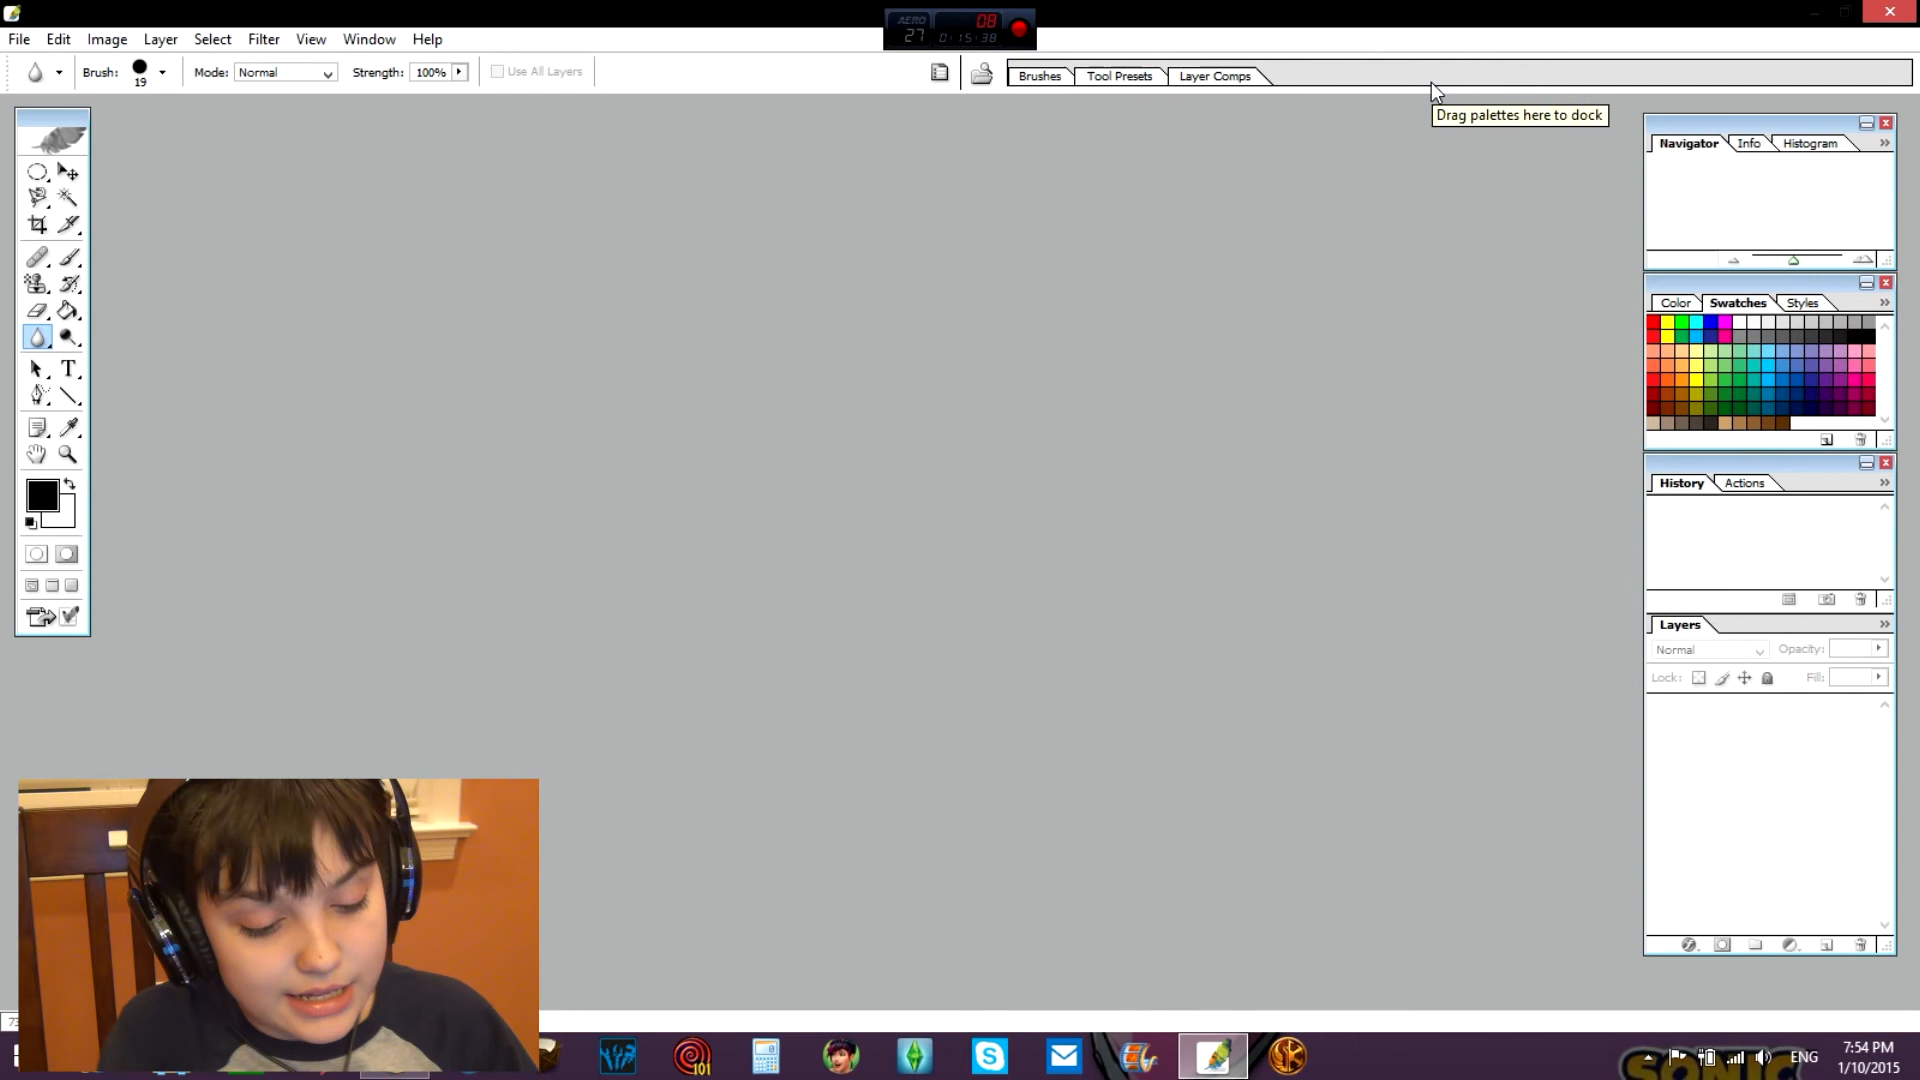 AERO 08
27 0:15:38
File Edit Image Layer Select Filter View Window Help
Brush: 19 Mode: Normal Strength: 100% Use All Layers Brushes Tool Presets Layer Comps
Drag palettes here to dock
Navigator Info Histogram
Color Swatches Styles
T
History Actions
Layers
Normal Opacity:
Lock: Fill:
101
S
ENG 7:54 PM
1/10/2015
SONIC